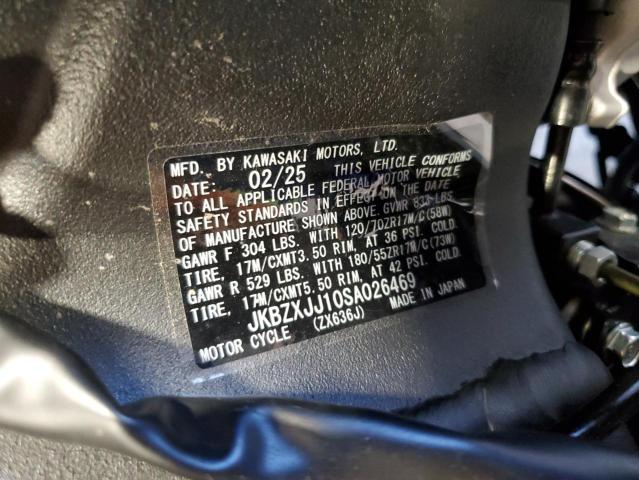 MFD. BY KAWASAKI MOTORS, LTD.
DATE: 02/25 THIS VEHICLE CONFORMS
TO ALL APPLICABLE FEDERAL MOTOR VEHICLE
SAFETY STANDARDS IN EFFECT ON THE DATE
OF MANUFACTURE SHOWN ABOVE. GVWR 833 LBS.
GAWR F 304 LBS. WITH 120/70ZR17M/C(58W)
TIRE, 17M/CXMT3.50 RIM, AT 36 PSI. COLD.
GAWR R 529 LBS. WITH 180/55ZR17M/C(73W)
TIRE, 17M/CXMT5.50 RIM, AT 42 PSI. COLD.
JKBZXJJ10SA026469
MOTOR CYCLE (ZX636J) MADE IN JAPAN